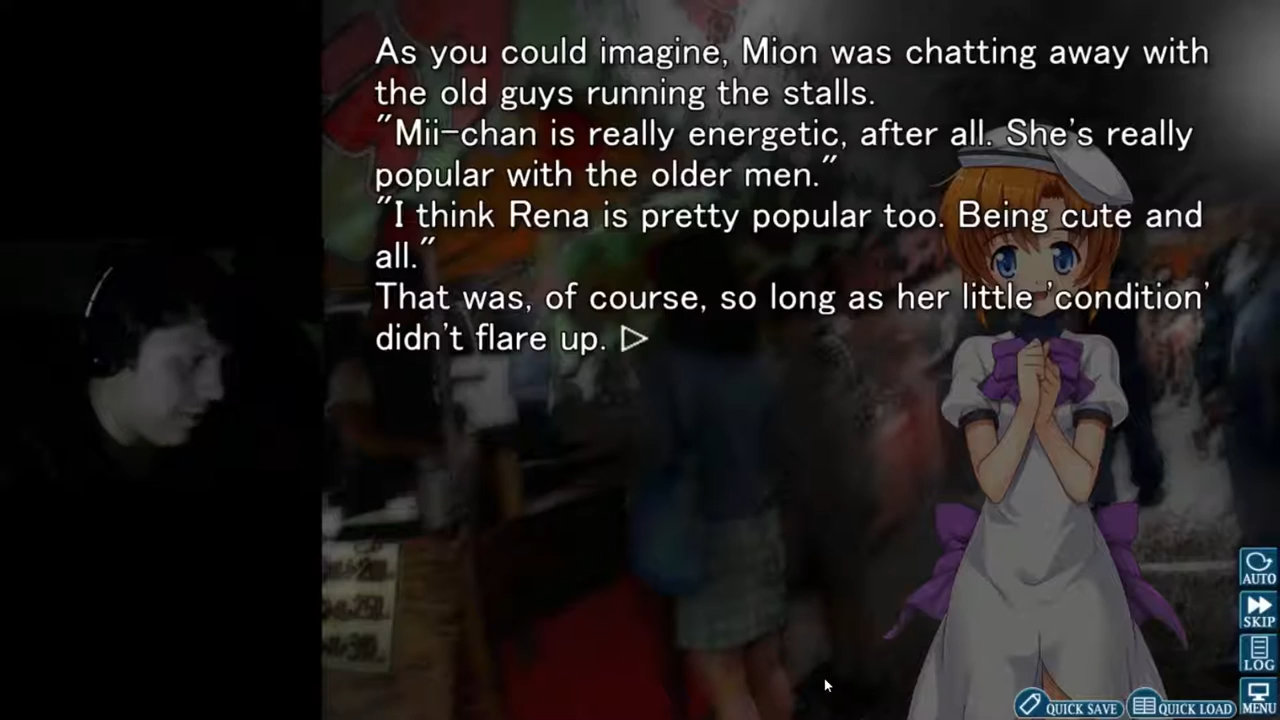 As you could imagine, Mion was chatting away with
the old guys running the stalls.
"Mii-chan is really energetic, after all. She's really
popular with the older men."
"I think Rena is pretty popular too. Being cute and
all."
That was, of course, so long as her little 'condition'
didn't flare up.
AUTO
SKIP
LOG
MENU
QUICK SAVE
QUICK LOAD